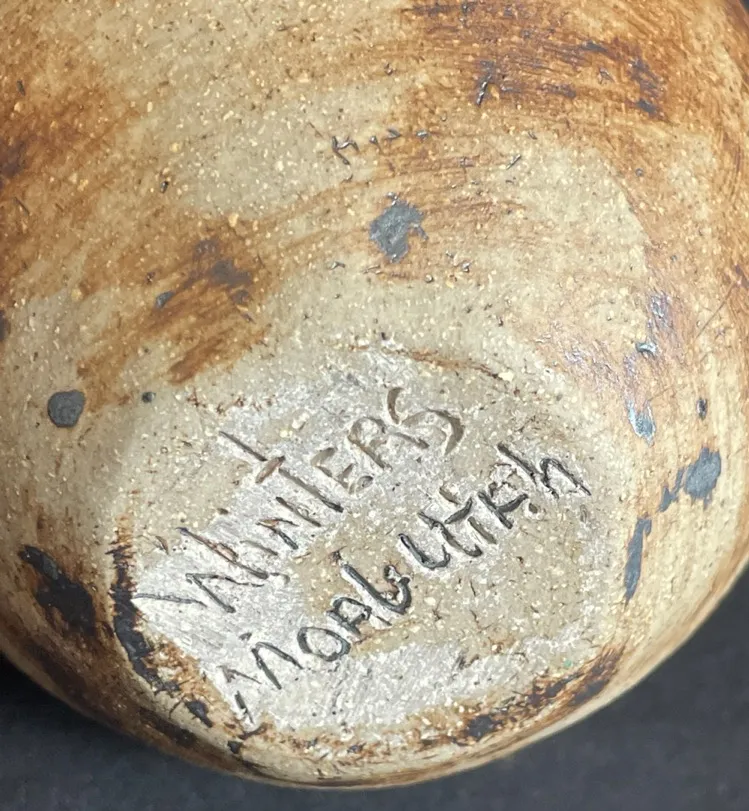 L.
WINTERS
MOAb UTAh